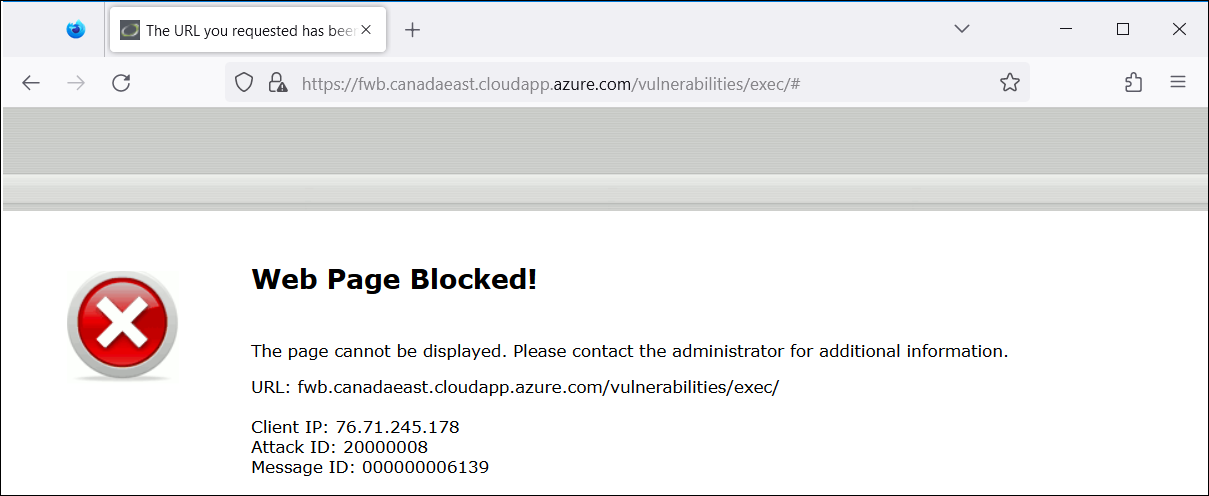 The URL you requested has been
https://fwb.canadaeast.cloudapp.azure.com/vulnerabilities/exec/#
Web Page Blocked!
The page cannot be displayed. Please contact the administrator for additional information.
URL: fwb.canadaeast.cloudapp.azure.com/vulnerabilities/exec/
Client IP: 76.71.245.178
Attack ID: 20000008
Message ID: 000000006139